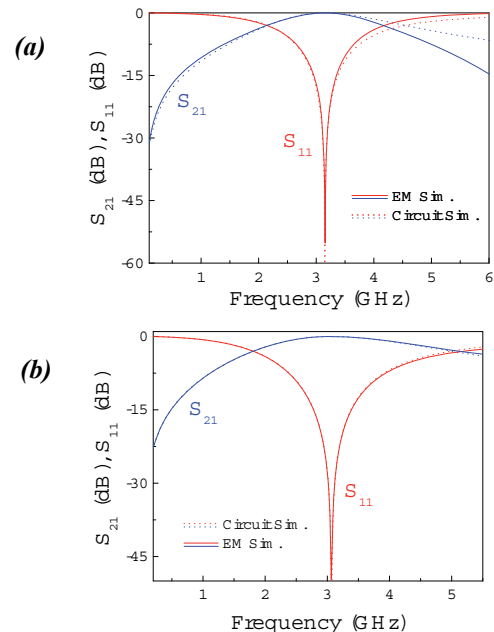 (a)
0
-15
-30
-45
-60
S21 (dB), S11 (dB)
S21
S11
EM Sim.
Circuit Sim.
1 2 3 4 5 6
Frequency (GHz)
(b)
0
-15
-30
-45
S21 (dB), S11 (dB)
S21
S11
Circuit Sim.
EM Sim.
1 2 3 4 5
Frequency (GHz)